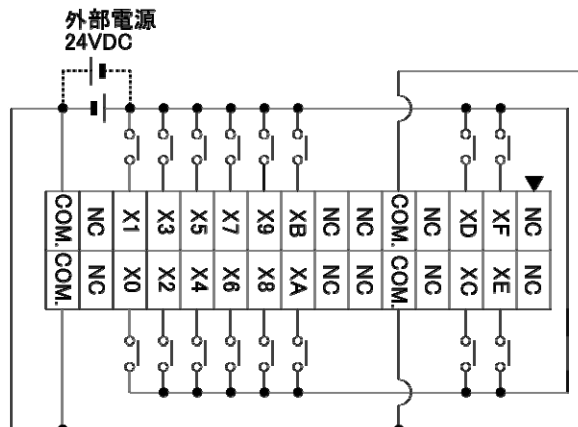 外部電源
24VDC
COM. NC X1 X3 X5 X7 X9 XB NC NC COM. NC XD XF NC
COM. NC X0 X2 X4 X6 X8 XA NC NC COM. NC XC XE NC